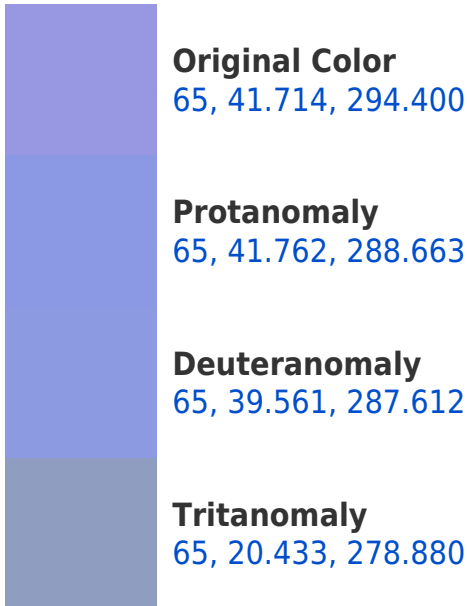 Original Color
65, 41.714, 294.400
Protanomaly
65, 41.762, 288.663
Deuteranomaly
65, 39.561, 287.612
Tritanomaly
65, 20.433, 278.880